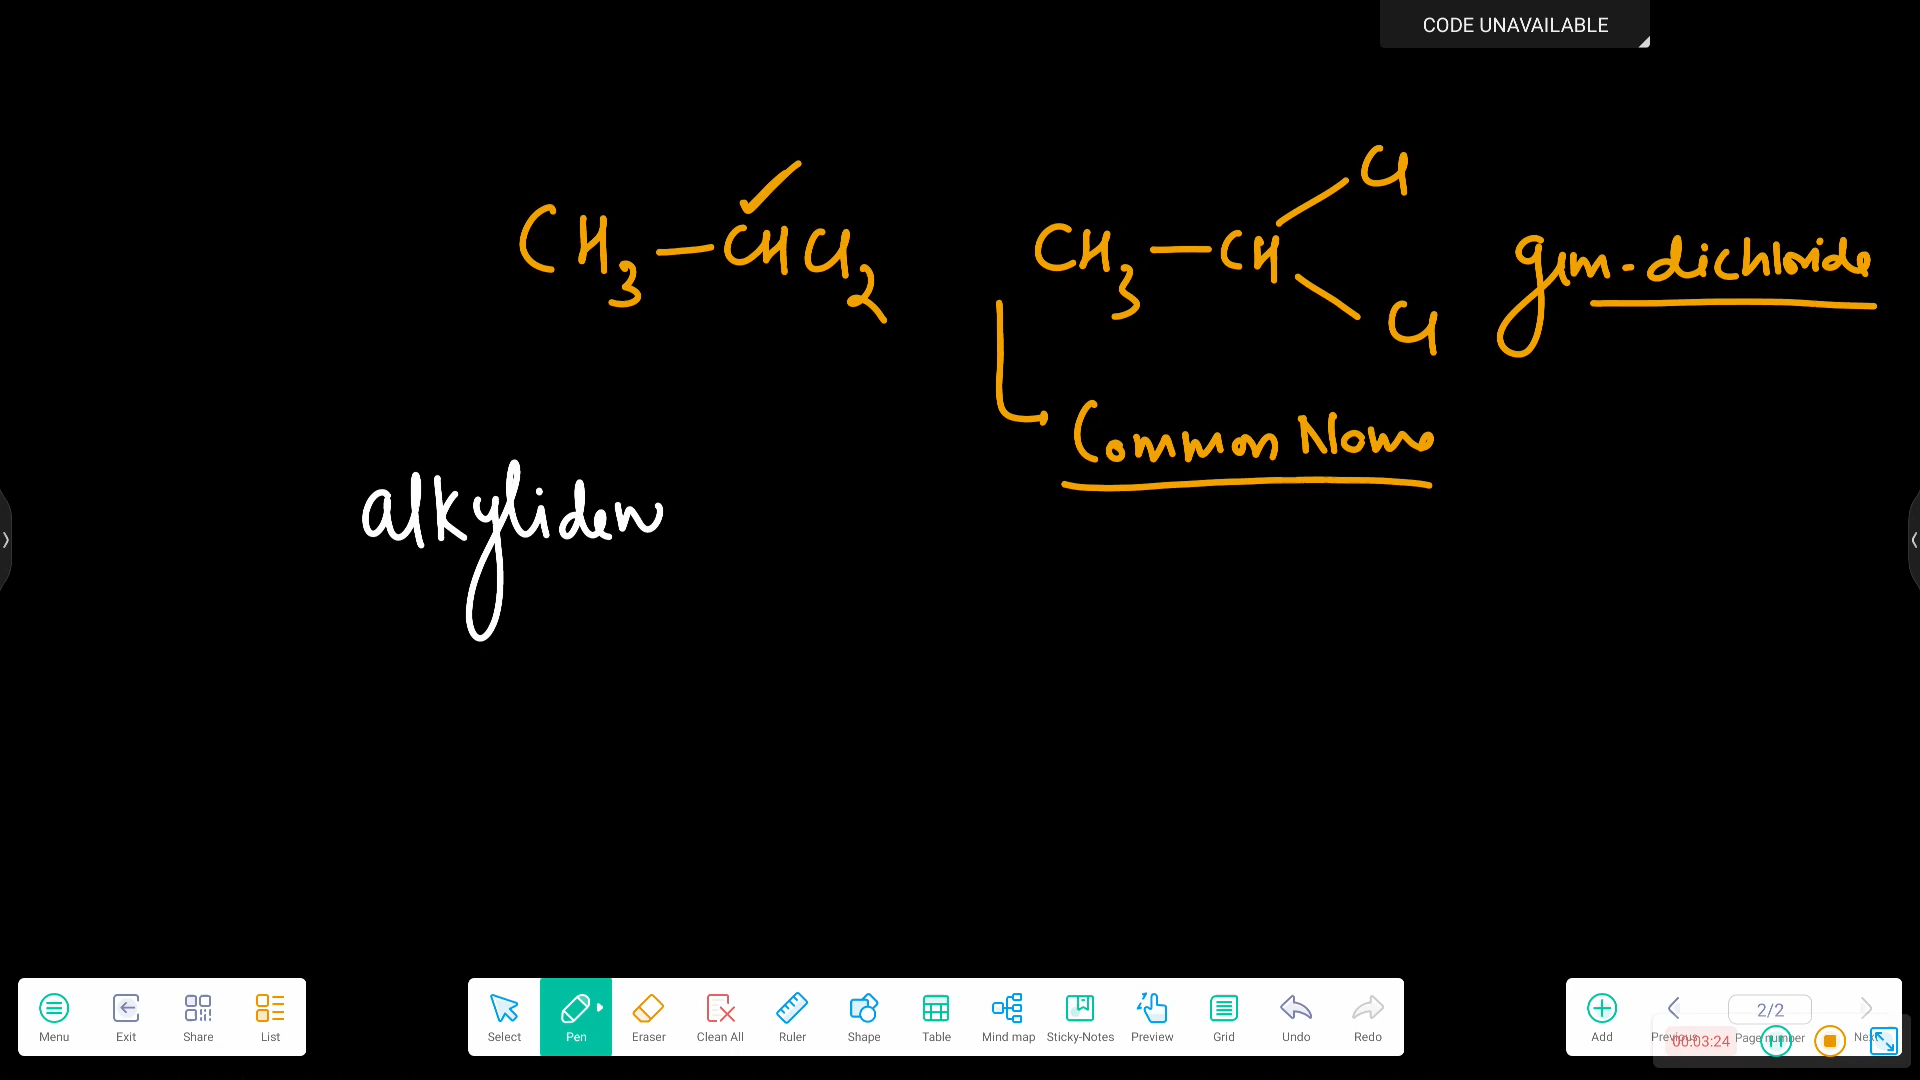 CODE UNAVAILABLE
CH3—CHCl2
CH3—CH
Cl
Cl
gem-dichloride
Common Name
alkyliden
Menu Exit Share List
Select Pen Eraser Clean All Ruler Shape Table Mind map Sticky-Notes Preview Grid Undo Redo
Add 2/2 Page number
00:03:24